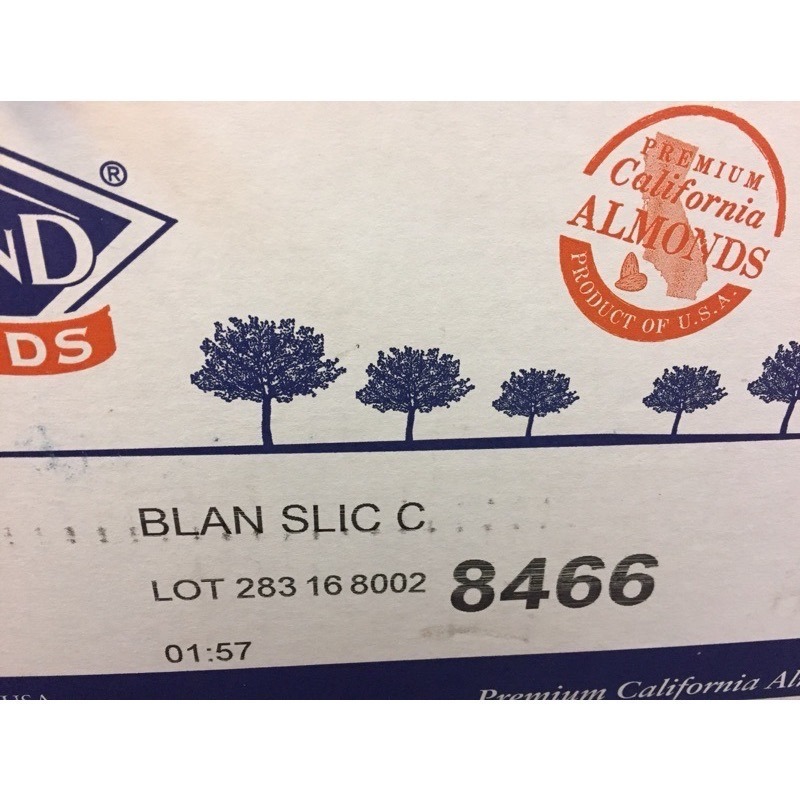 ND®
DS
PREMIUM
California
ALMONDS
PRODUCT OF U.S.A.
BLAN SLIC C
LOT 283 16 8002 8466
01:57
USA
Premium California Al